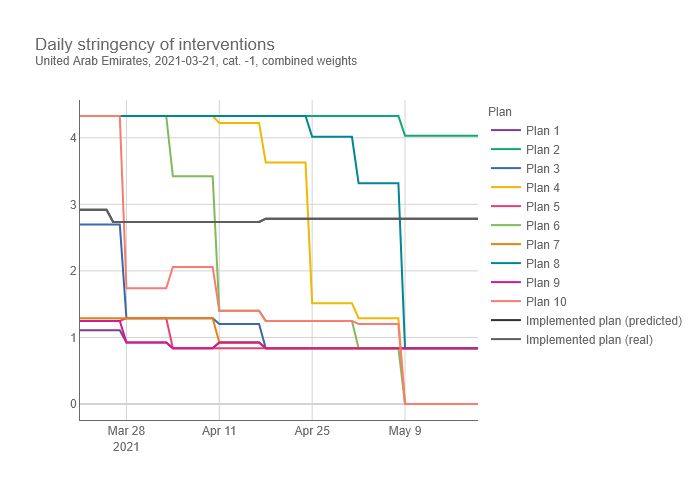 Daily stringency of interventions
United Arab Emirates, 2021-03-21, cat. -1, combined weights
Plan
Plan 1
Plan 2
Plan 3
Plan 4
Plan 5
Plan 6
Plan 7
Plan 8
Plan 9
Plan 10
Implemented plan (predicted)
Implemented plan (real)
4
3
2
1
0
Mar 28
2021
Apr 11
Apr 25
May 9